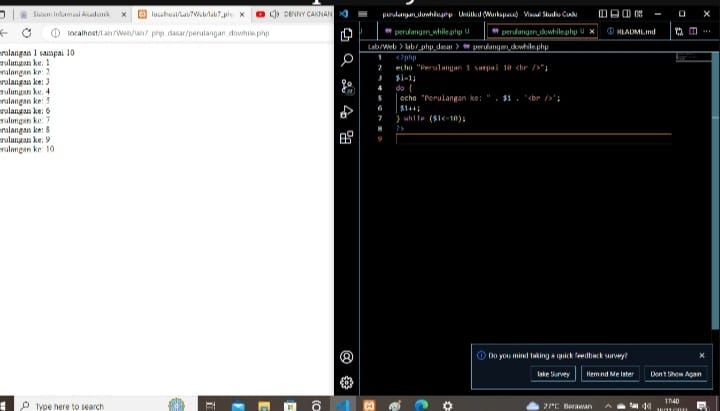 Sistem Informasi Akademik × localhost/Lab7Web/lab7_ph × DENNY CAKNAN
localhost/Lab7Web/lab7_php_dasar/perulangan_dowhile.php
erulangan 1 sampai 10
erulangan ke: 1
erulangan ke: 2
erulangan ke: 3
erulangan ke: 4
erulangan ke: 5
erulangan ke: 6
erulangan ke: 7
erulangan ke: 8
erulangan ke: 9
erulangan ke: 10
perulangan_dowhile.php Untitled (Workspace) Visual Studio Code
perulangan_while.php U perulangan_dowhile.php U × README.md
Lab7Web > lab7_php_dasar > perulangan_dowhile.php
1 <?php
2 echo "Perulangan 1 sampai 10 <br />";
3 $i=1;
4 do {
5 echo "Perulangan ke: " . $i . '<br />';
6 $i++;
7 } while ($i<=10);
8 ?>
9
Do you mind taking a quick feedback survey?
Take Survey Remind Me later Don't Show Again
Type here to search
27°C Berawan 17:40